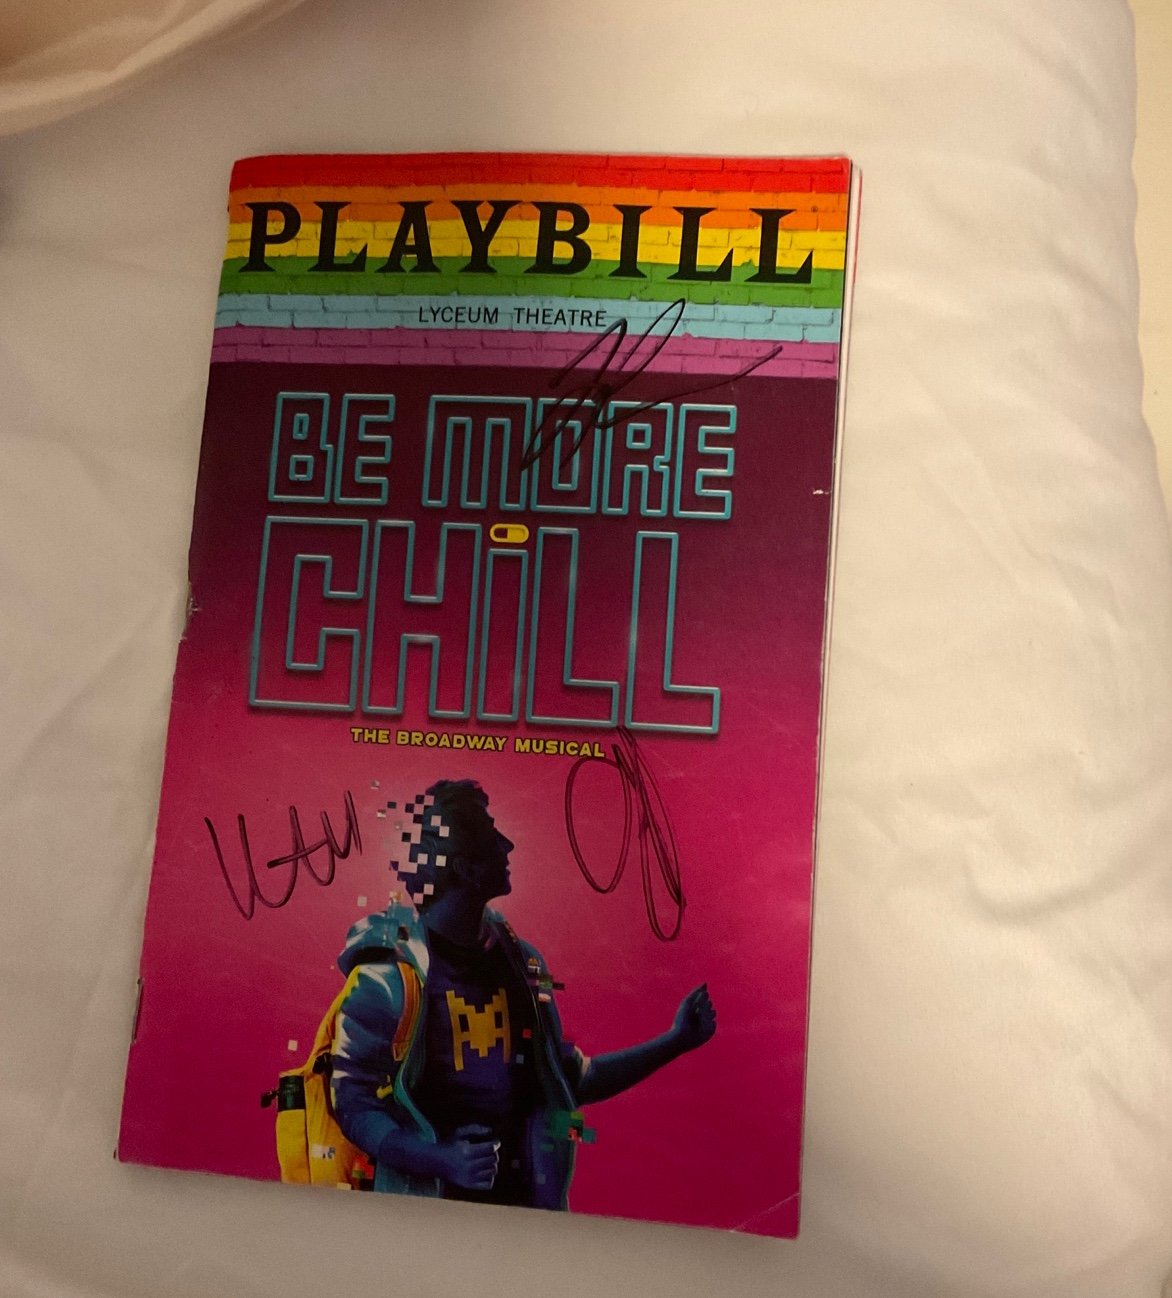 PLAYBILL®
LYCEUM THEATRE
BE MORE
CHiLL
THE BROADWAY MUSICAL